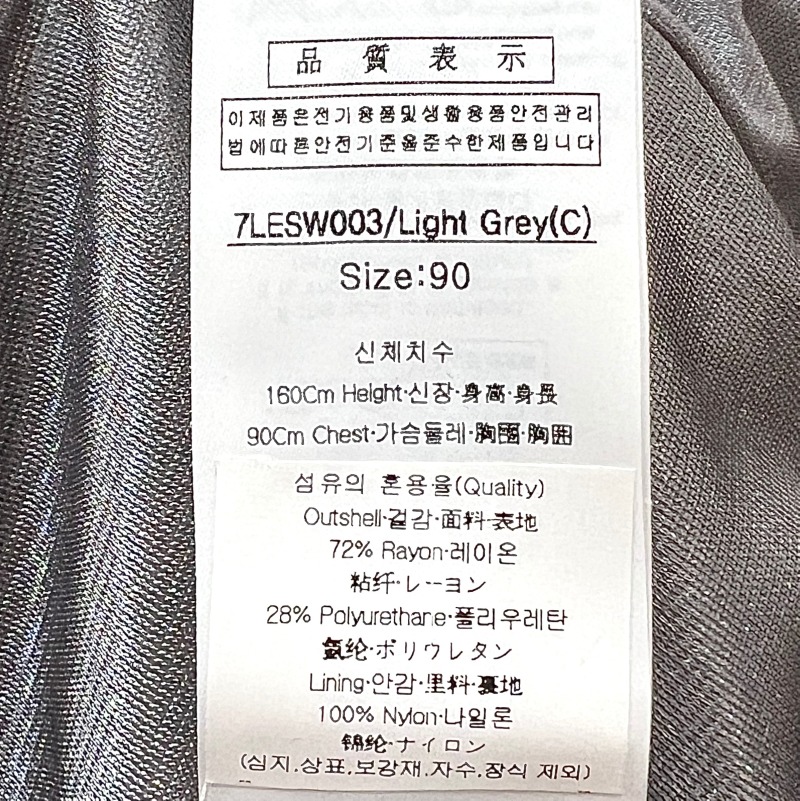 品質表示
이제품은전기용품및생활용품안전관리
법에따른안전기준을준수한제품입니다
7LESW003/Light Grey(C)
Size:90
신체치수
160Cm Height·신장·身高·身長
90Cm Chest·가슴둘레·胸圍·胸囲
섬유의 혼용율(Quality)
Outshell·겉감·面料·表地
72% Rayon·레이온
粘纤·レーヨン
28% Polyurethane·폴리우레탄
氨纶·ポリウレタン
Lining·안감·里料·裏地
100% Nylon·나일론
锦纶·ナイロン
(심지,상표,보강재,자수,장식 제외)